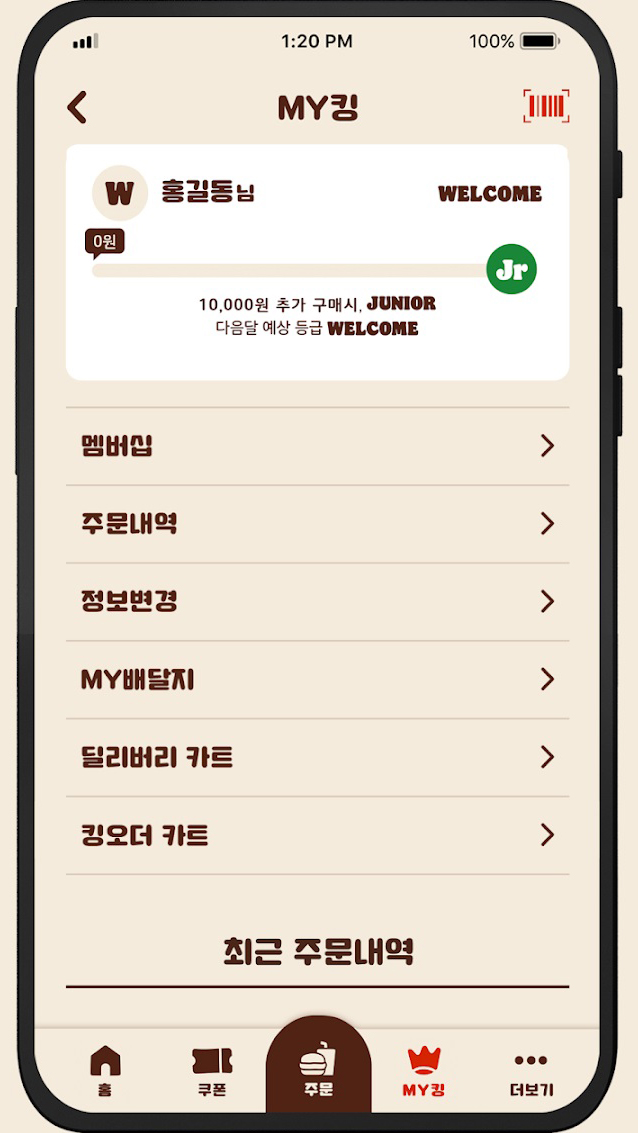 1:20 PM 100%
MY킹
W 홍길동님 WELCOME
0원
Jr
10,000원 추가 구매시, JUNIOR
다음달 예상 등급 WELCOME
멤버십
주문내역
정보변경
MY배달지
딜리버리 카트
킹오더 카트
최근 주문내역
홈 쿠폰 주문 MY킹 더보기